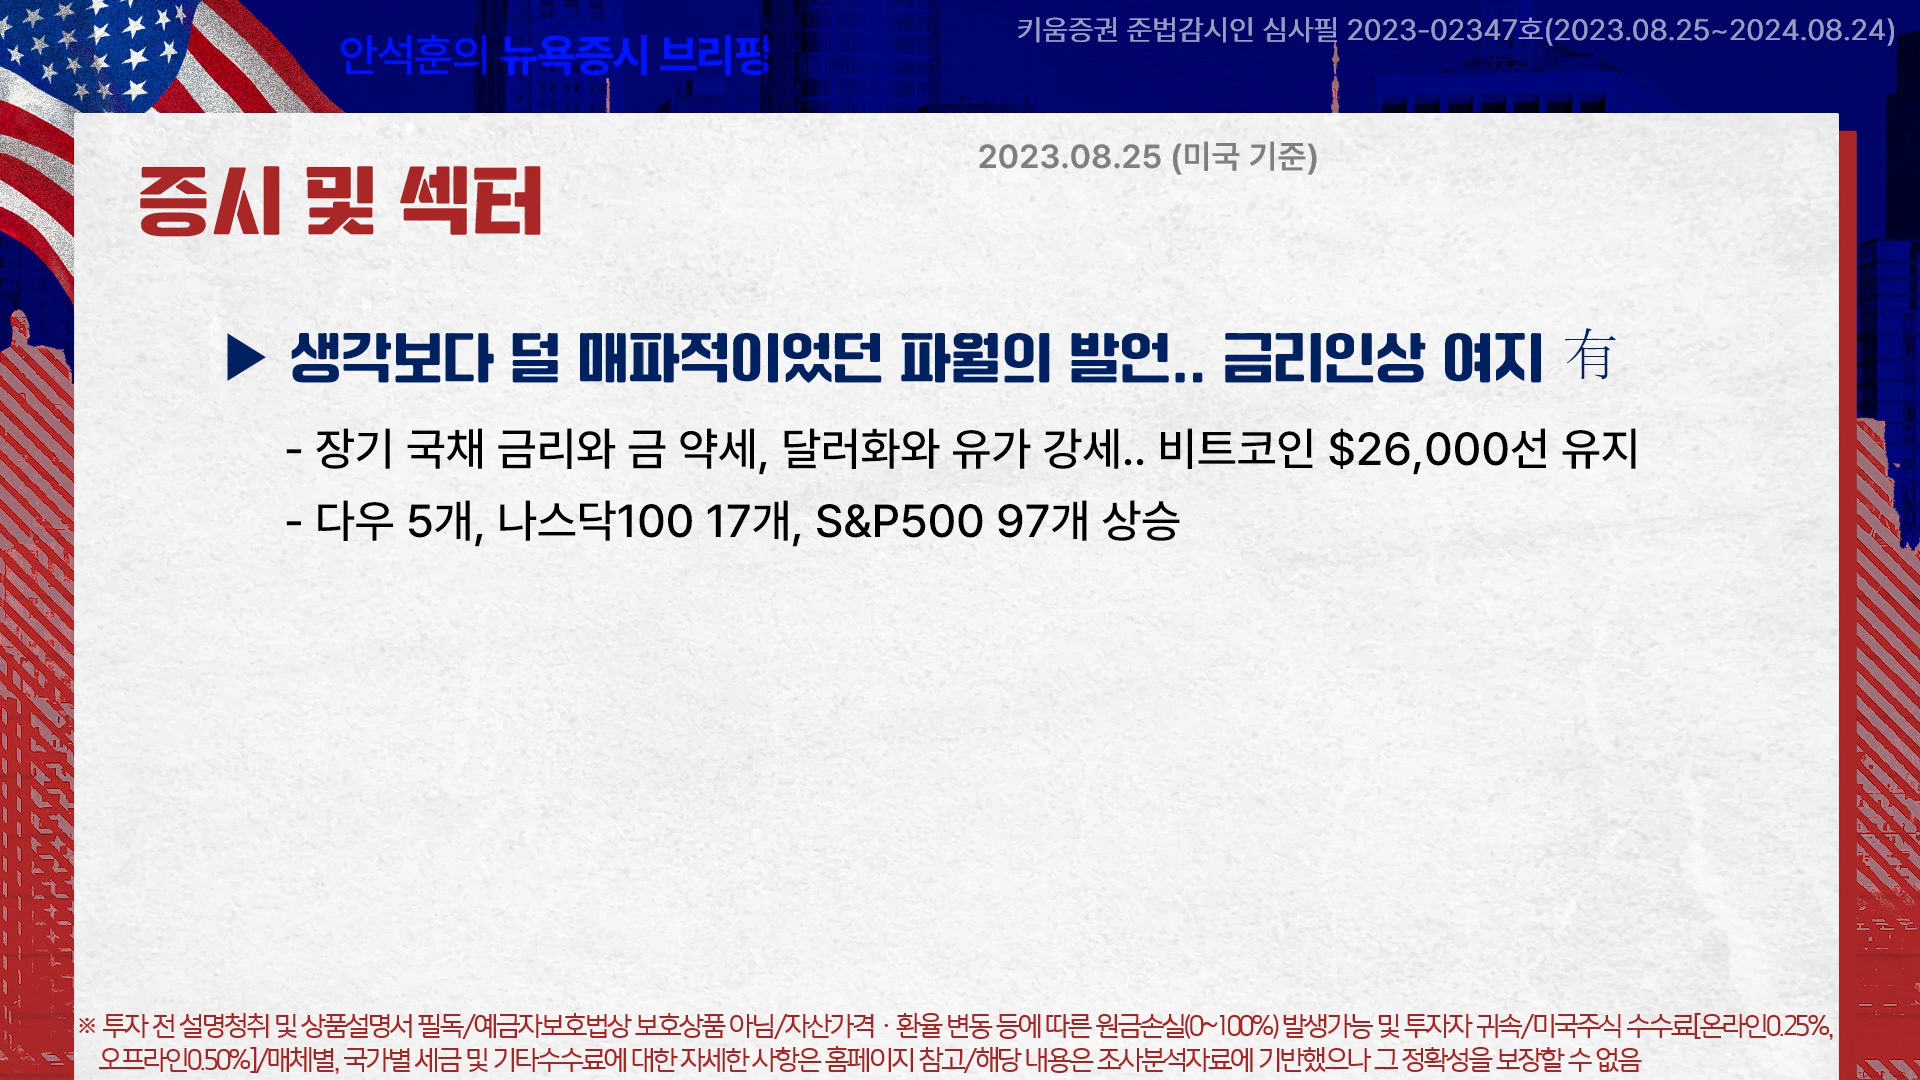 키움증권 준법감시인 심사필 2023-02347호(2023.08.25~2024.08.24)
안석훈의 뉴욕증시 브리핑
2023.08.25 (미국 기준)
증시 및 섹터
▶ 생각보다 덜 매파적이었던 파월의 발언.. 금리인상 여지 有
- 장기 국채 금리와 금 약세, 달러화와 유가 강세.. 비트코인 $26,000선 유지
- 다우 5개, 나스닥100 17개, S&P500 97개 상승
※ 투자 전 설명청취 및 상품설명서 필독/예금자보호법상 보호상품 아님/자산가격 · 환율 변동 등에 따른 원금손실(0~100%) 발생가능 및 투자자 귀속/미국주식 수수료[온라인0.25%,
오프라인0.50%]/매체별, 국가별 세금 및 기타수수료에 대한 자세한 사항은 홈페이지 참고/해당 내용은 조사분석자료에 기반했으나 그 정확성을 보장할 수 없음